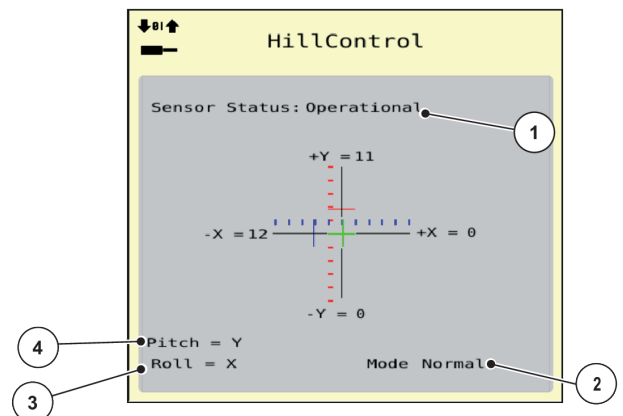 HillControl
Sensor Status: Operational
1
+Y = 11
-X = 12
+X = 0
-Y = 0
4
Pitch = Y
3
Roll = X
Mode Normal
2